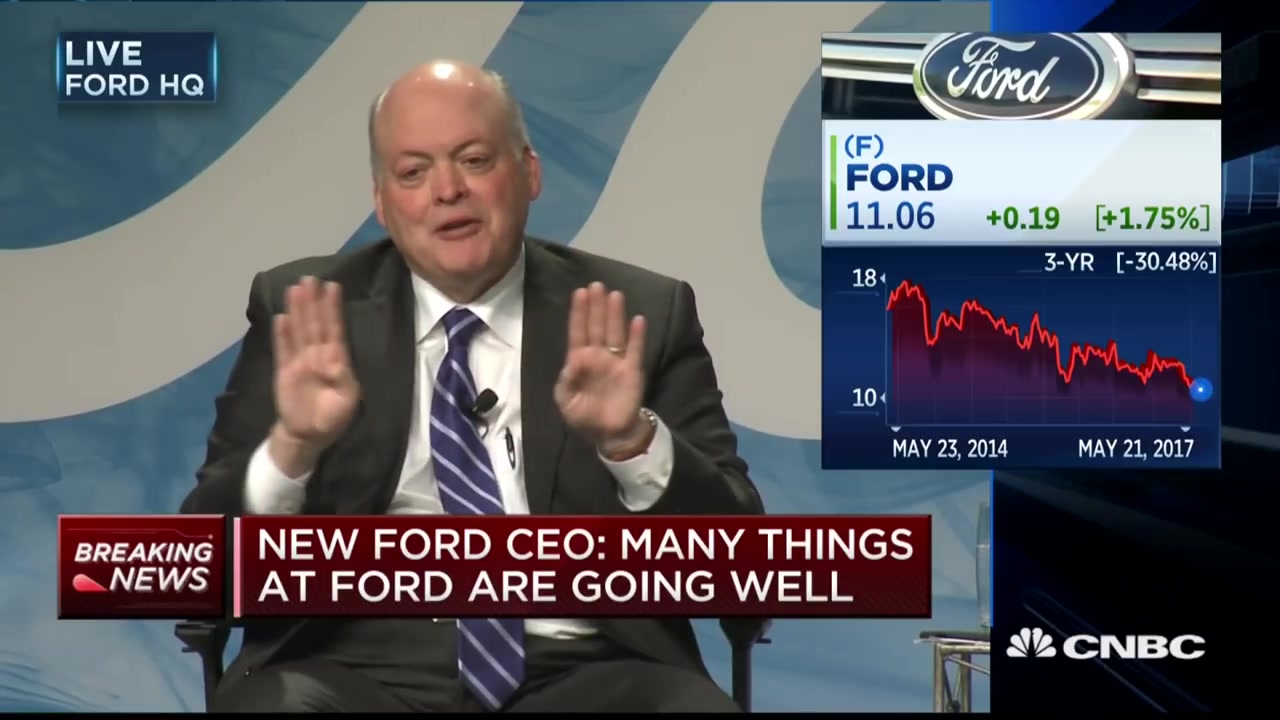 LIVE
FORD HQ
Ford
(F)
FORD
11.06 +0.19 [+1.75%]
3-YR [-30.48%]
18
10
MAY 23, 2014 MAY 21, 2017
BREAKING
NEWS
NEW FORD CEO: MANY THINGS
AT FORD ARE GOING WELL
CNBC